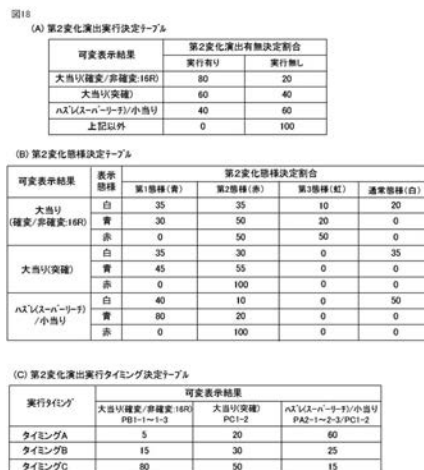 図18
(A) 第2変化演出実行決定テーブル
可変表示結果 第2変化演出有無決定割合
実行有り 実行無し
大当り(確変/非確変:16R) 80 20
大当り(突確) 60 40
ハズレ(スーパーリーチ)/小当り 40 60
上記以外 0 100
(B) 第2変化態様決定テーブル
可変表示結果 表示態様 第2変化態様決定割合
第1態様(青) 第2態様(赤) 第3態様(虹) 通常態様(白)
大当り(確変/非確変:16R) 白 35 35 10 20
青 30 50 20 0
赤 0 50 50 0
大当り(突確) 白 35 30 0 35
青 45 55 0 0
赤 0 100 0 0
ハズレ(スーパーリーチ)/小当り 白 40 10 0 50
青 80 20 0 0
赤 0 100 0 0
(C) 第2変化演出実行タイミング決定テーブル
実行タイミング 可変表示結果
大当り(確変/非確変:16R) PB1-1~1-3 大当り(突確) PC1-2 ハズレ(スーパーリーチ)/小当り PA2-1~2-3/PC1-2
タイミングA 5 20 60
タイミングB 15 30 25
タイミングC 80 50 15